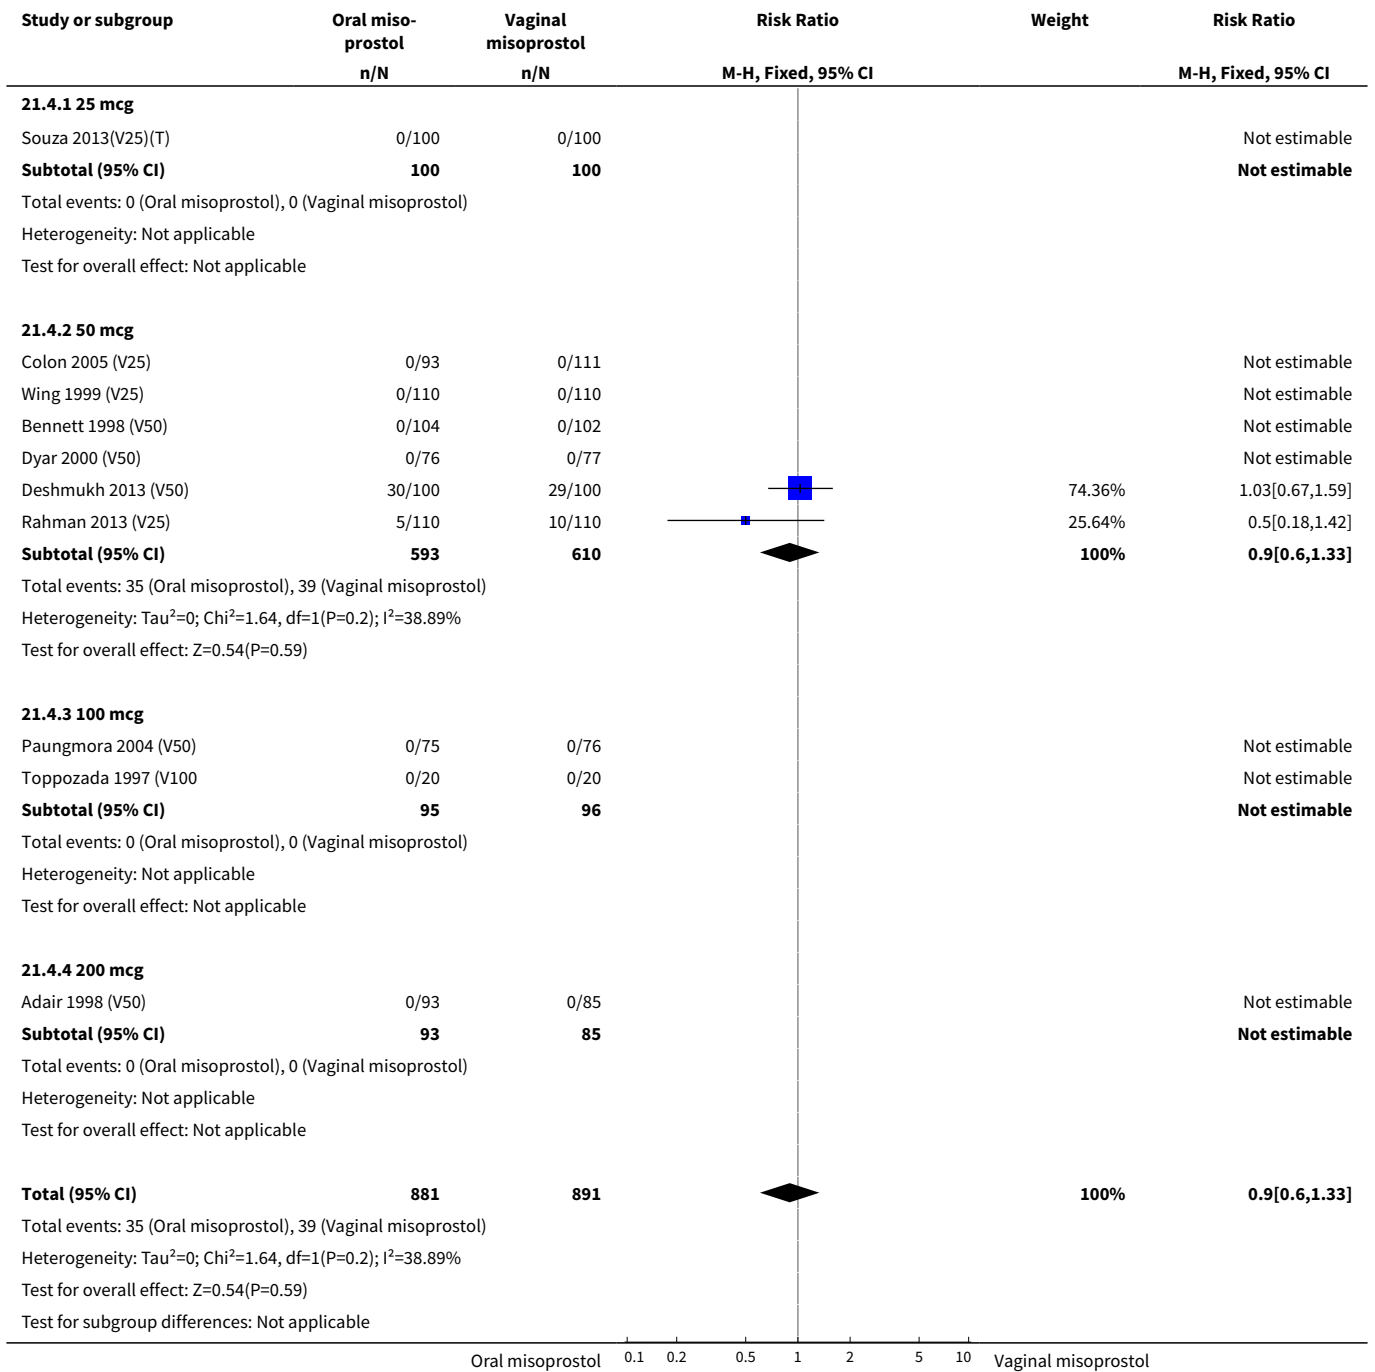 Study or subgroup Oral miso- Vaginal Risk Ratio Weight Risk Ratio
prostol misoprostol
n/N n/N M-H, Fixed, 95% CI M-H, Fixed, 95% CI
21.4.1 25 mcg
Souza 2013(V25)(T) 0/100 0/100 Not estimable
Subtotal (95% CI) 100 100 Not estimable
Total events: 0 (Oral misoprostol), 0 (Vaginal misoprostol)
Heterogeneity: Not applicable
Test for overall effect: Not applicable
21.4.2 50 mcg
Colon 2005 (V25) 0/93 0/111 Not estimable
Wing 1999 (V25) 0/110 0/110 Not estimable
Bennett 1998 (V50) 0/104 0/102 Not estimable
Dyar 2000 (V50) 0/76 0/77 Not estimable
Deshmukh 2013 (V50) 30/100 29/100 74.36% 1.03[0.67,1.59]
Rahman 2013 (V25) 5/110 10/110 25.64% 0.5[0.18,1.42]
Subtotal (95% CI) 593 610 100% 0.9[0.6,1.33]
Total events: 35 (Oral misoprostol), 39 (Vaginal misoprostol)
Heterogeneity: Tau²=0; Chi²=1.64, df=1(P=0.2); I²=38.89%
Test for overall effect: Z=0.54(P=0.59)
21.4.3 100 mcg
Paungmora 2004 (V50) 0/75 0/76 Not estimable
Toppozada 1997 (V100 0/20 0/20 Not estimable
Subtotal (95% CI) 95 96 Not estimable
Total events: 0 (Oral misoprostol), 0 (Vaginal misoprostol)
Heterogeneity: Not applicable
Test for overall effect: Not applicable
21.4.4 200 mcg
Adair 1998 (V50) 0/93 0/85 Not estimable
Subtotal (95% CI) 93 85 Not estimable
Total events: 0 (Oral misoprostol), 0 (Vaginal misoprostol)
Heterogeneity: Not applicable
Test for overall effect: Not applicable
Total (95% CI) 881 891 100% 0.9[0.6,1.33]
Total events: 35 (Oral misoprostol), 39 (Vaginal misoprostol)
Heterogeneity: Tau²=0; Chi²=1.64, df=1(P=0.2); I²=38.89%
Test for overall effect: Z=0.54(P=0.59)
Test for subgroup differences: Not applicable
Oral misoprostol 0.1 0.2 0.5 1 2 5 10 Vaginal misoprostol